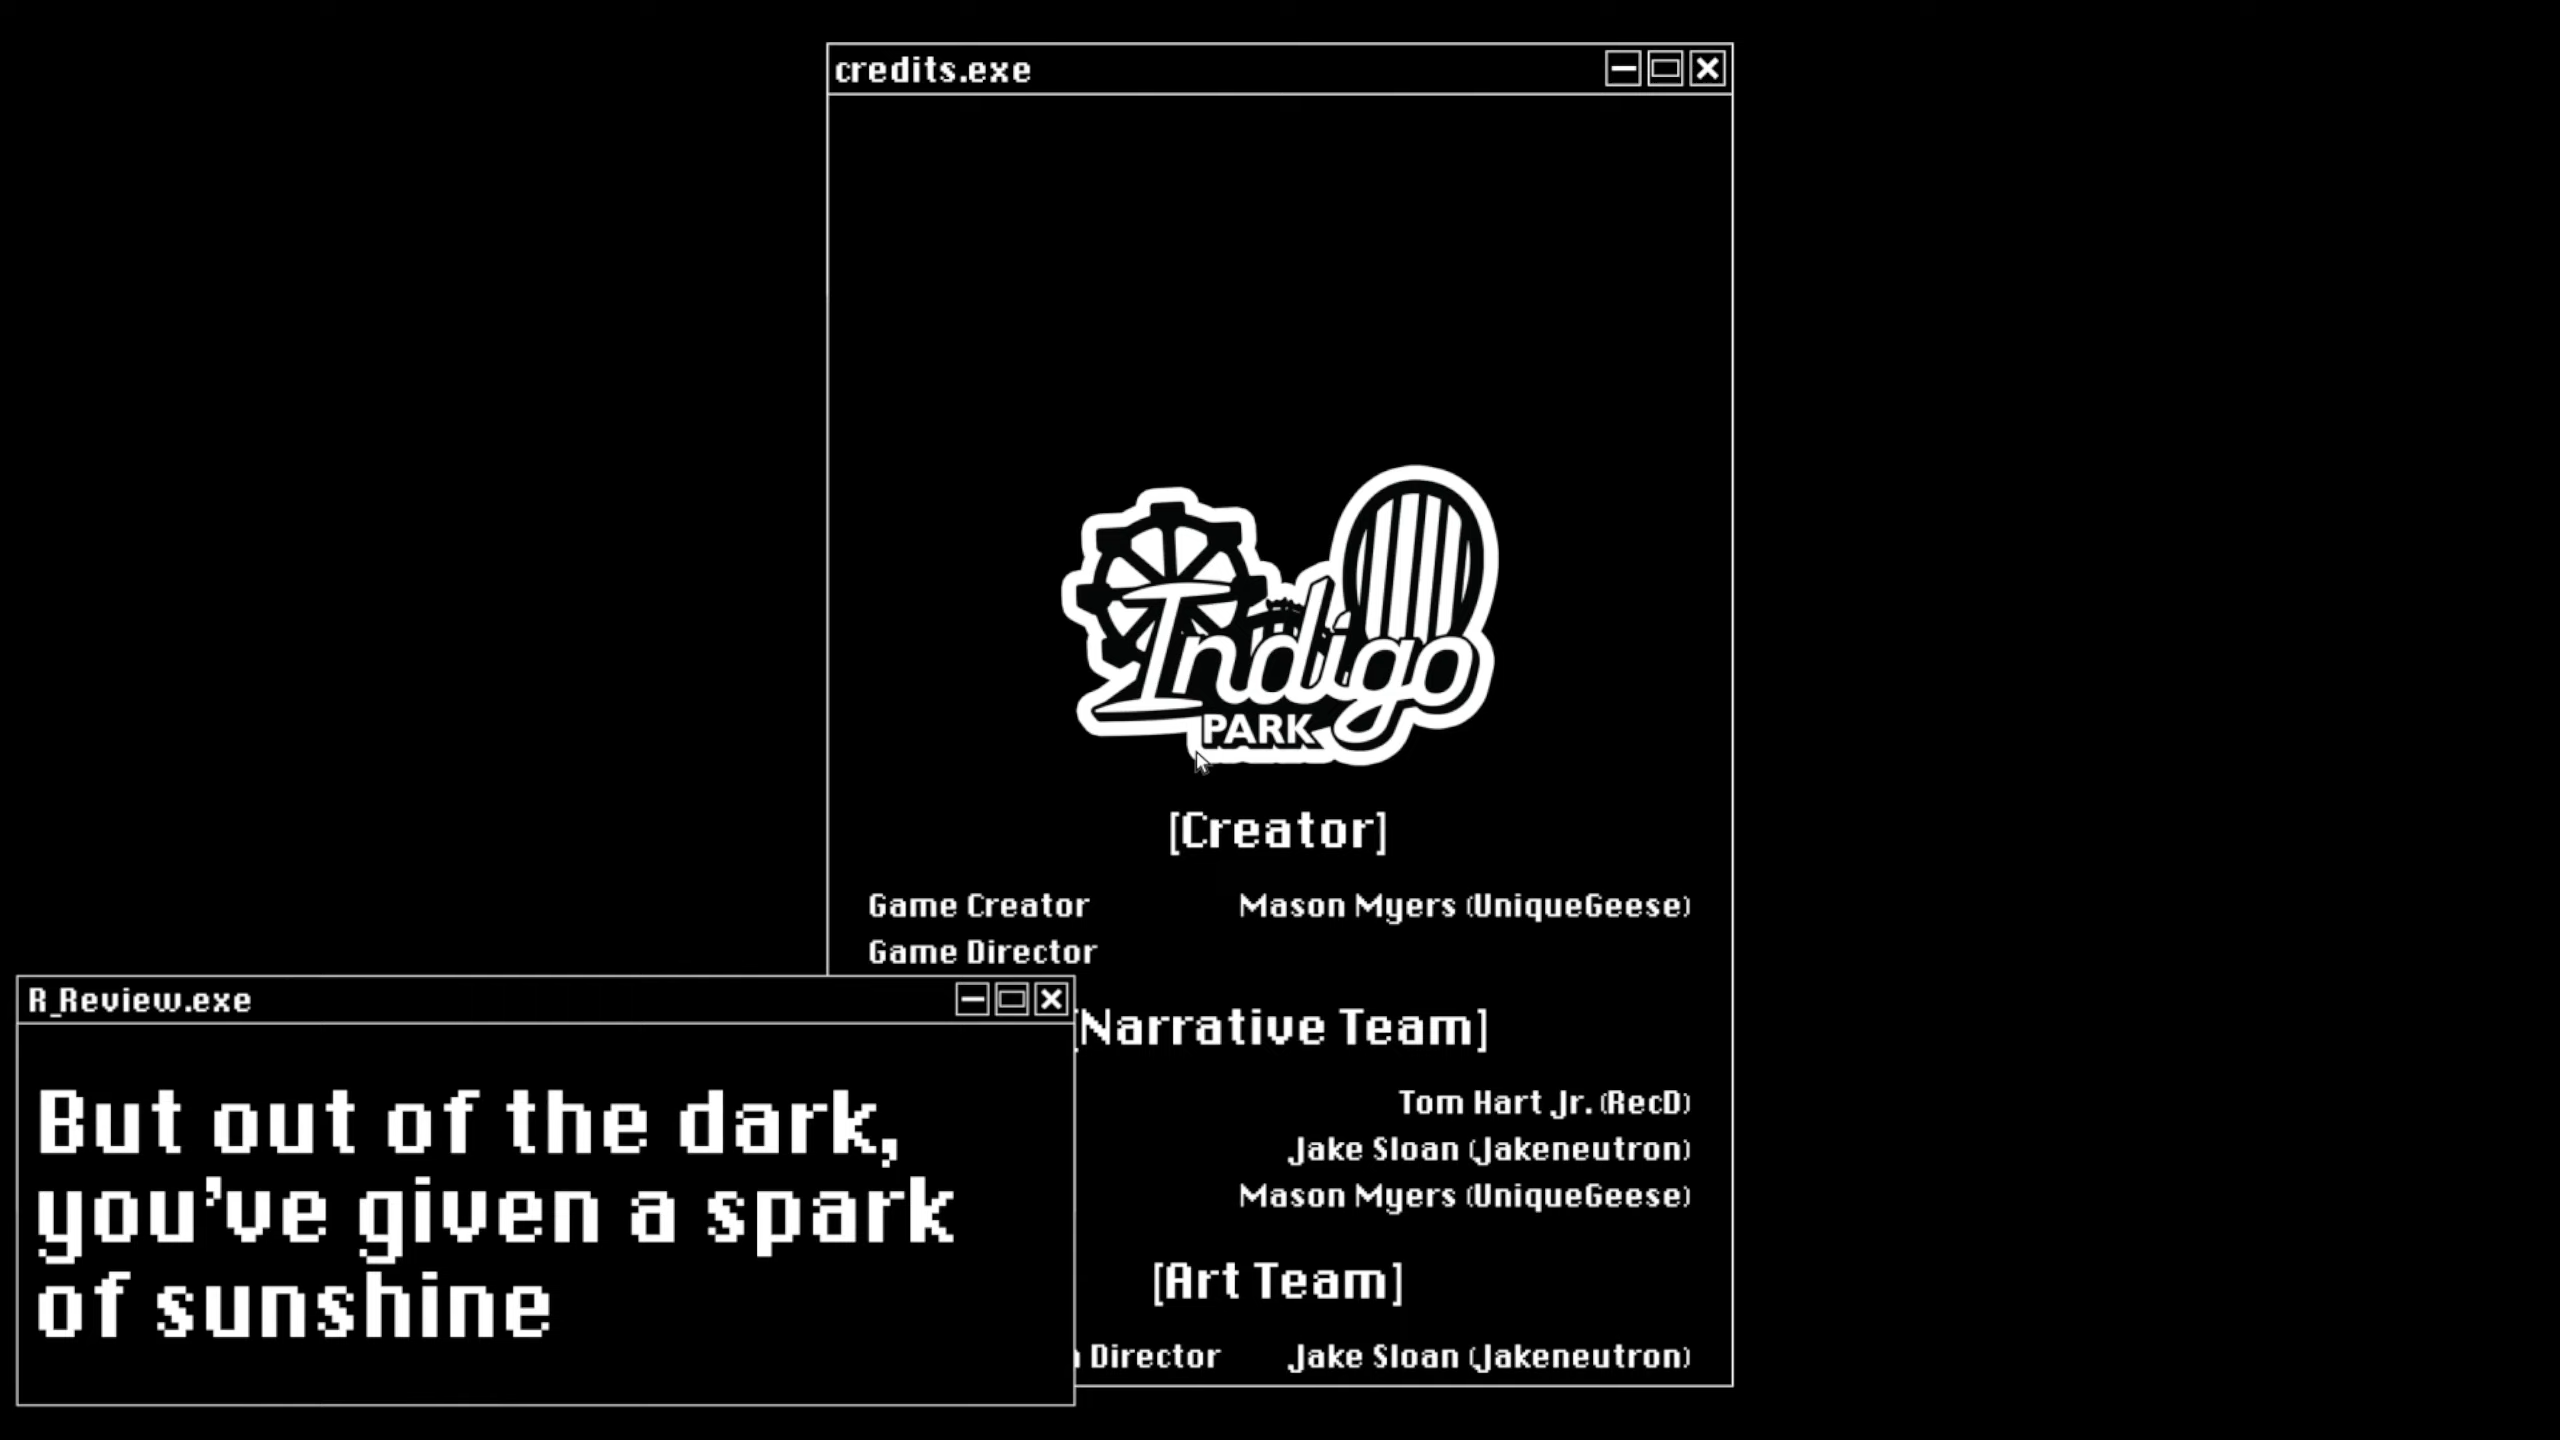 credits.exe
Indigo
PARK
[Creator]
Game Creator Mason Myers (UniqueGeese)
Game Director
[Narrative Team]
Tom Hart Jr. (RecD)
Jake Sloan (Jakeneutron)
Mason Myers (UniqueGeese)
[Art Team]
Director Jake Sloan (Jakeneutron)
R_Review.exe
But out of the dark,
you've given a spark
of sunshine